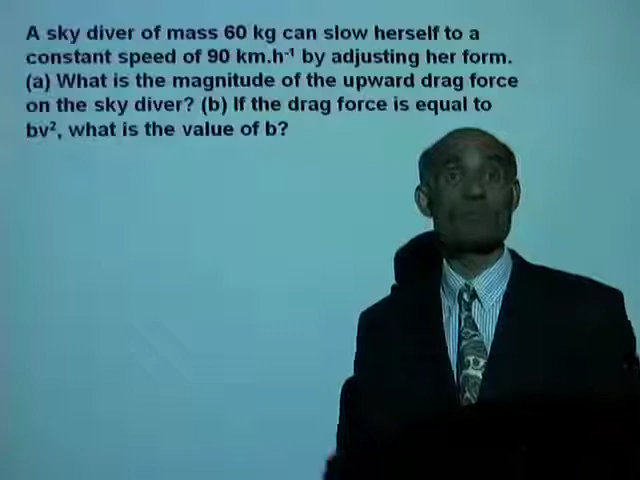 A sky diver of mass 60 kg can slow herself to a
constant speed of 90 km.h⁻¹ by adjusting her form.
(a) What is the magnitude of the upward drag force
on the sky diver? (b) If the drag force is equal to
bv², what is the value of b?